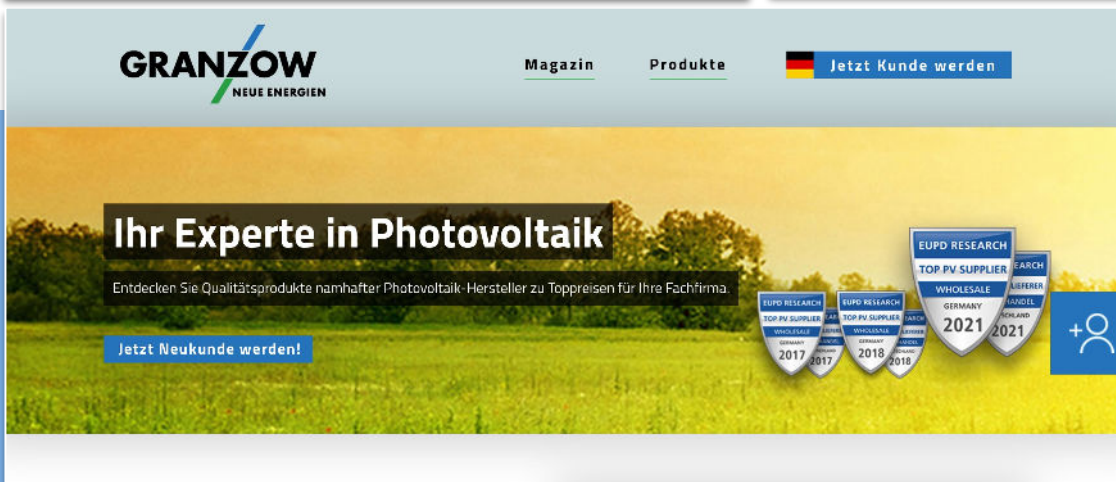 GRANZOW
NEUE ENERGIEN
Magazin
Produkte
Jetzt Kunde werden
Ihr Experte in Photovoltaik
Entdecken Sie Qualitätsprodukte namhafter Photovoltaik-Hersteller zu Toppreisen für Ihre Fachfirma.
Jetzt Neukunde werden!
EUPD RESEARCH
TOP PV SUPPLIER
WHOLESALE
GERMANY
2017
2017
EUPD RESEARCH
TOP PV SUPPLIER
WHOLESALE
GERMANY
2018
2018
EUPD RESEARCH
TOP PV SUPPLIER
WHOLESALE
GERMANY
2021
2021